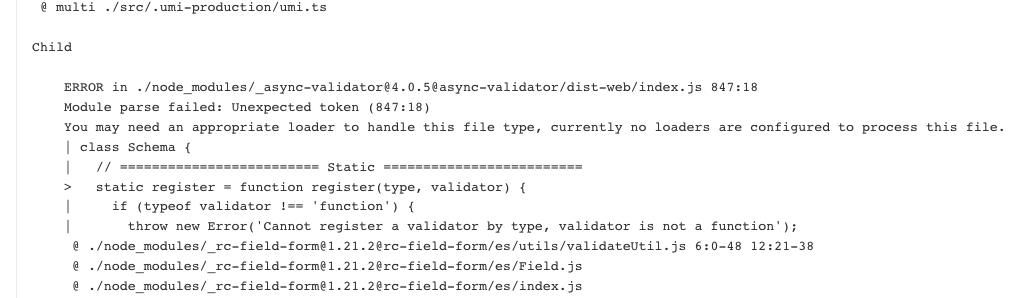 @ multi ./src/.umi-production/umi.ts
Child
ERROR in ./node_modules/_async-validator@4.0.5@async-validator/dist-web/index.js 847:18
Module parse failed: Unexpected token (847:18)
You may need an appropriate loader to handle this file type, currently no loaders are configured to process this file.
| class Schema {
|   // ========================= Static =========================
>   static register = function register(type, validator) {
|     if (typeof validator !== 'function') {
|       throw new Error('Cannot register a validator by type, validator is not a function');
@ ./node_modules/_rc-field-form@1.21.2@rc-field-form/es/utils/validateUtil.js 6:0-48 12:21-38
@ ./node_modules/_rc-field-form@1.21.2@rc-field-form/es/Field.js
@ ./node_modules/_rc-field-form@1.21.2@rc-field-form/es/index.js